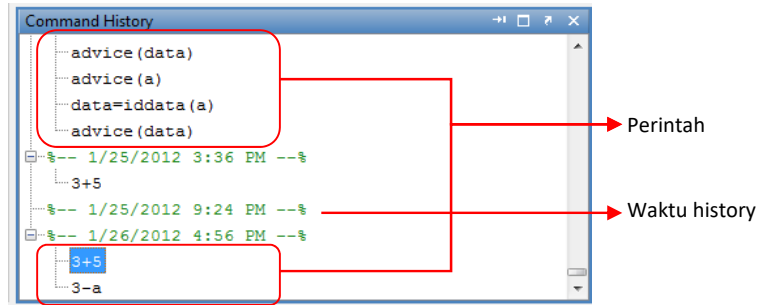 Command History
advice(data)
advice(a)
data=iddata(a)
advice(data)
Perintah
%-- 1/25/2012 3:36 PM --%
3+5
%-- 1/25/2012 9:24 PM --%
Waktu history
%-- 1/26/2012 4:56 PM --%
3+5
3-a